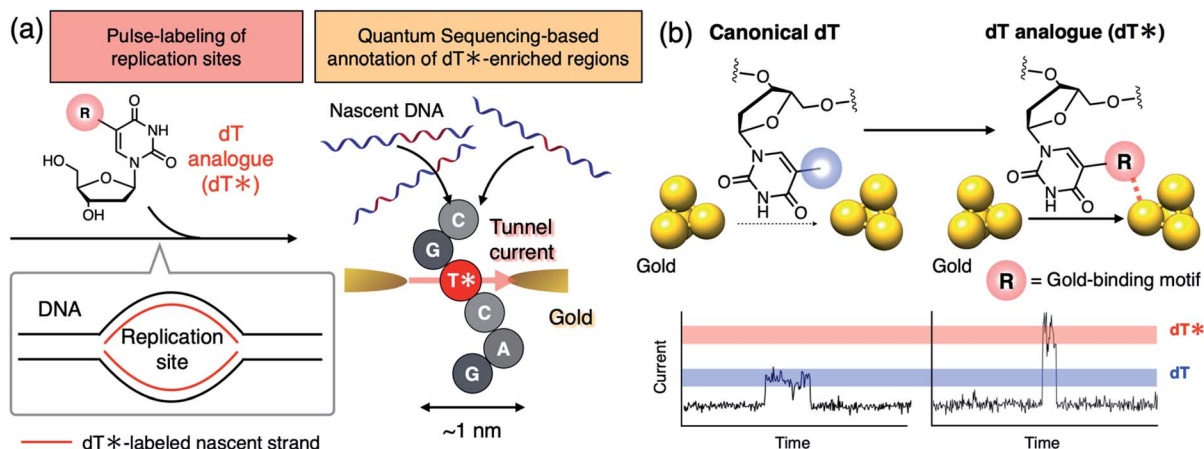 (a)
Pulse-labeling of
replication sites
Quantum Sequencing-based
annotation of dT*-enriched regions
R
O
NH
N
O
HO
O
OH
dT
analogue
(dT*)
DNA
Replication
site
dT*-labeled nascent strand
Nascent DNA
C
G
Tunnel
current
T*
C
Gold
A
G
~1 nm
(b)
Canonical dT
dT analogue (dT*)
O
O
O
N
O
N
H
O
Gold
O
O
O
N
R
O
N
H
O
Gold
R = Gold-binding motif
Current
dT*
dT
Time
Time